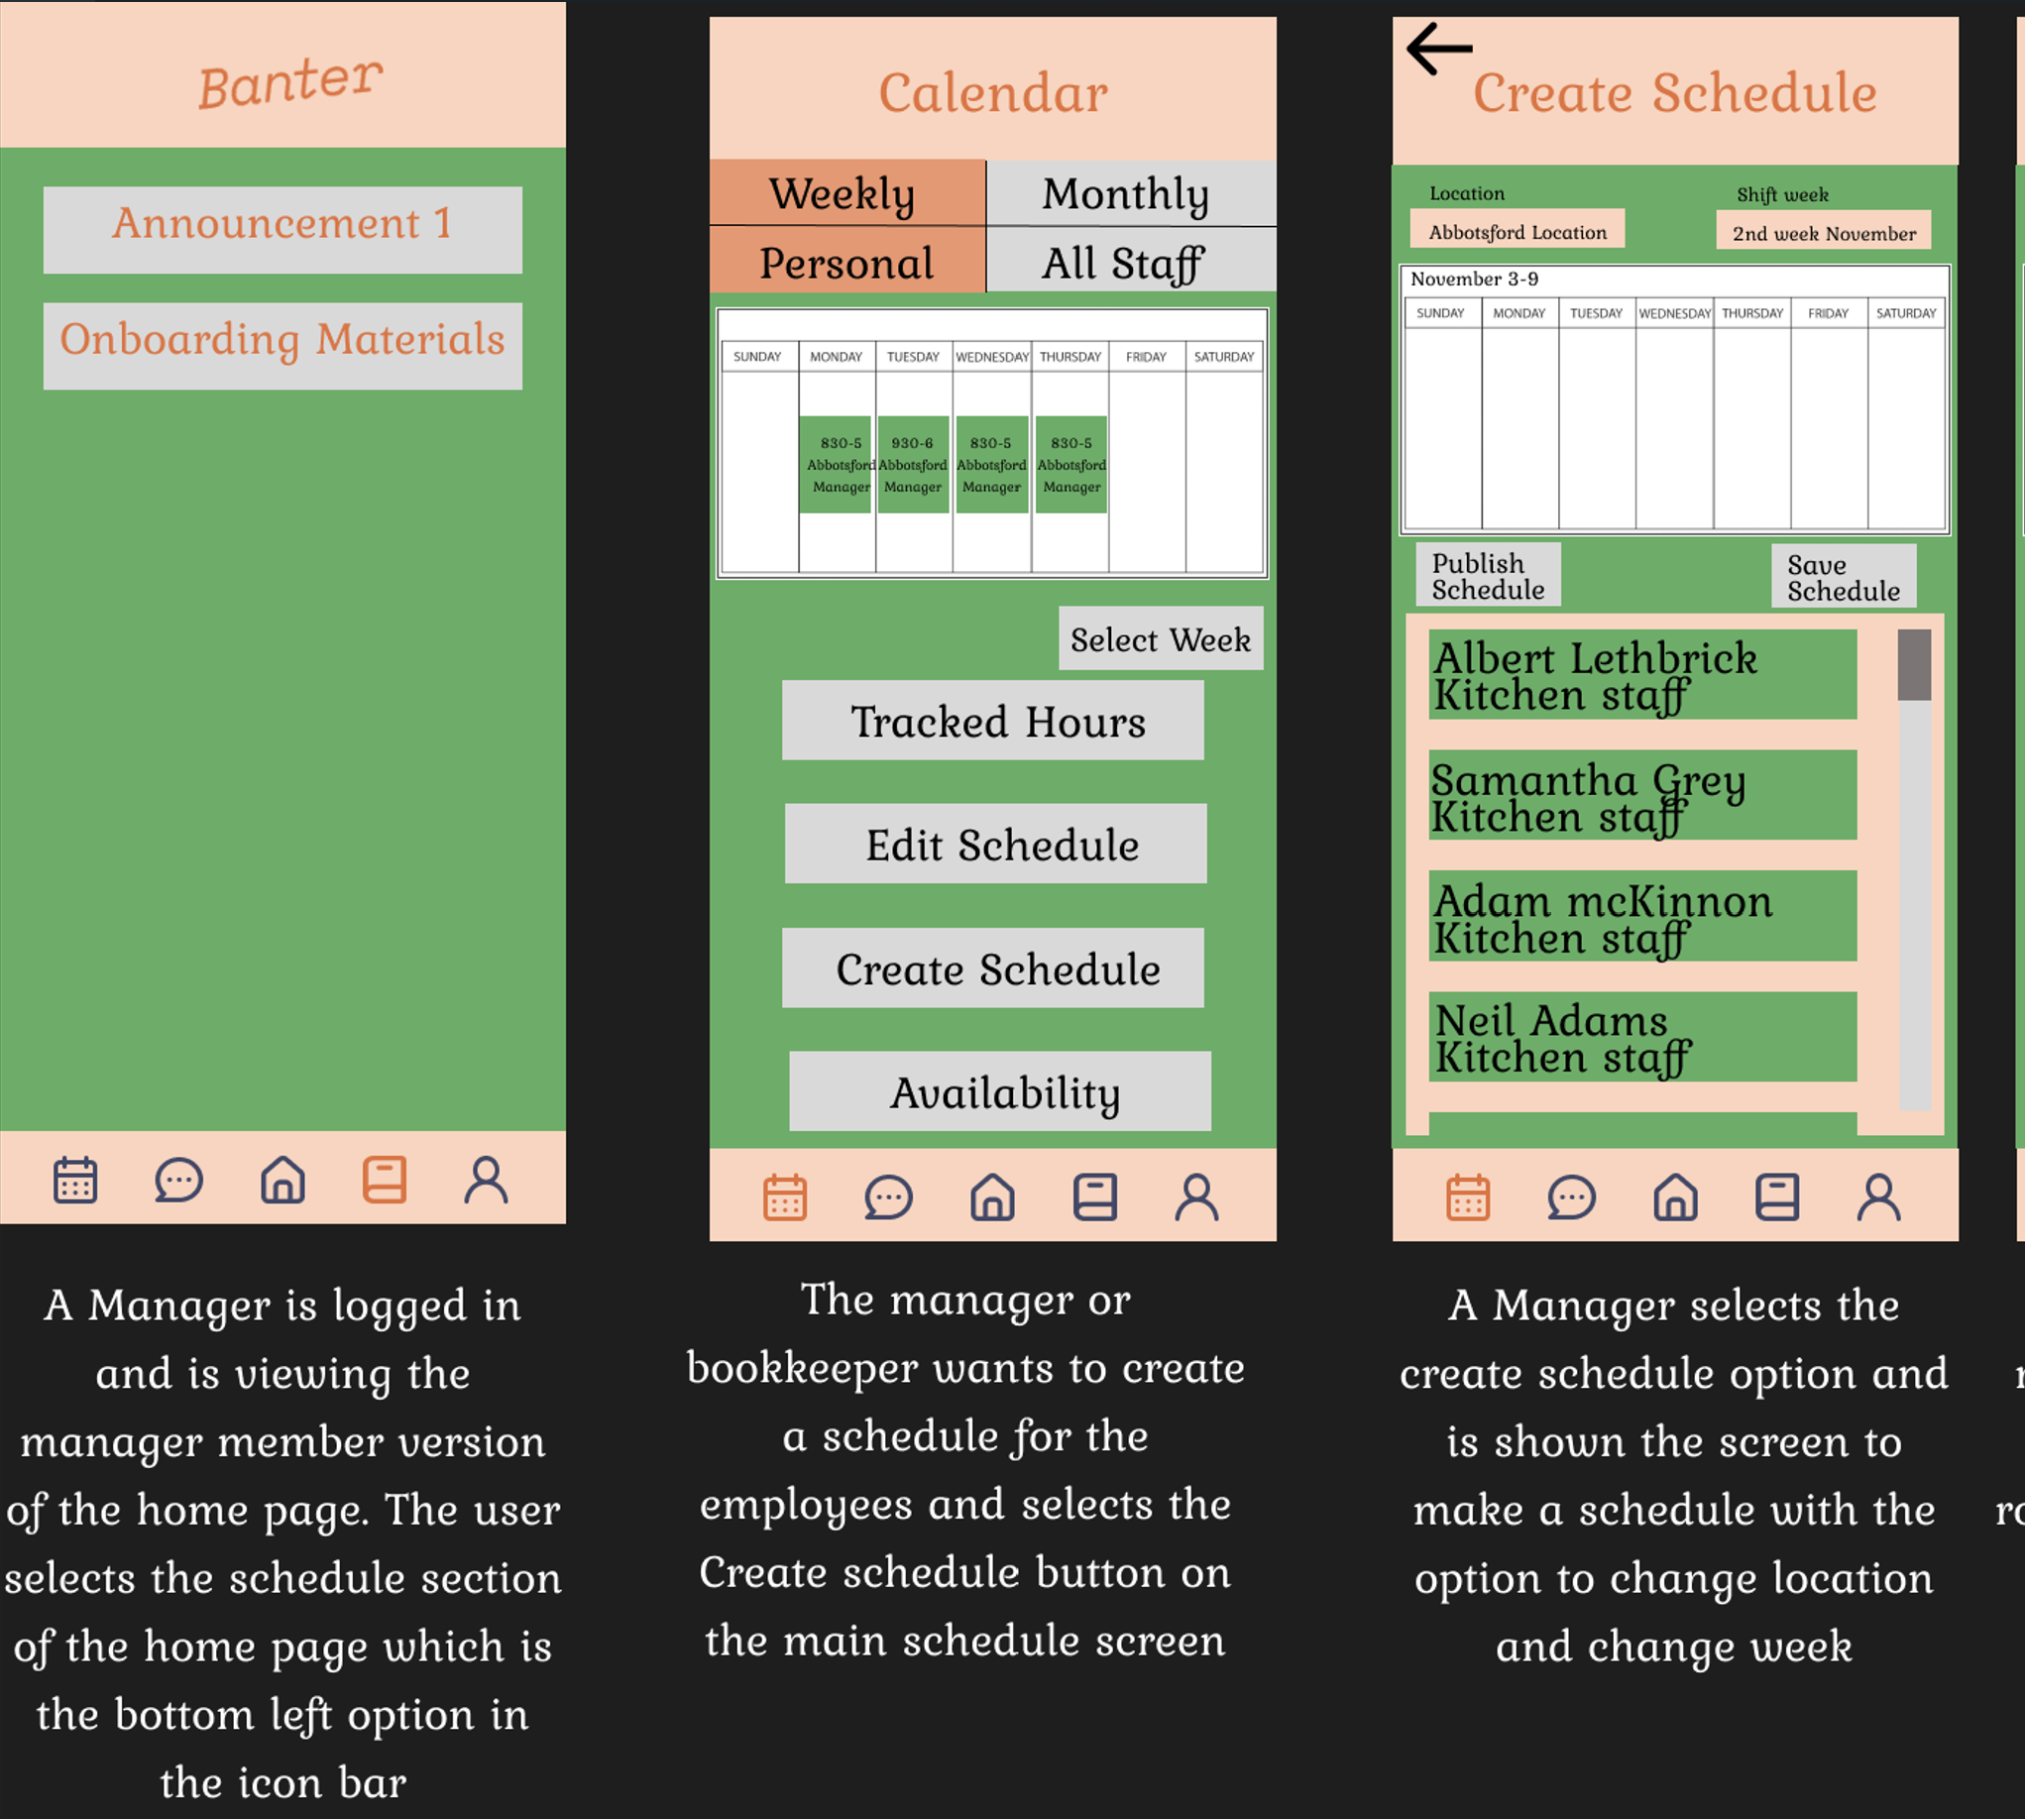 Banter
Announcement 1
Onboarding Materials
A Manager is logged in
and is viewing the
manager member version
of the home page. The user
selects the schedule section
of the home page which is
the bottom left option in
the icon bar
Calendar
Weekly Monthly
Personal All Staff
SUNDAY MONDAY TUESDAY WEDNESDAY THURSDAY FRIDAY SATURDAY
830-5 930-6 830-5 830-5
Abbotsford Abbotsford Abbotsford Abbotsford
Manager Manager Manager Manager
Select Week
Tracked Hours
Edit Schedule
Create Schedule
Availability
The manager or
bookkeeper wants to create
a schedule for the
employees and selects the
Create schedule button on
the main schedule screen
Create Schedule
Location Shift week
Abbotsford Location 2nd week November
November 3-9
SUNDAY MONDAY TUESDAY WEDNESDAY THURSDAY FRIDAY SATURDAY
Publish Save
Schedule Schedule
Albert Lethbrick
Kitchen staff
Samantha Grey
Kitchen staff
Adam mcKinnon
Kitchen staff
Neil Adams
Kitchen staff
A Manager selects the
create schedule option and
is shown the screen to
make a schedule with the
option to change location
and change week